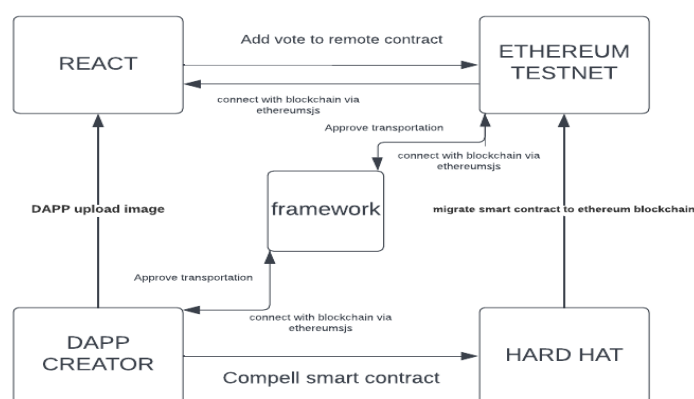 Add vote to remote contract
REACT
ETHEREUM
TESTNET
connect with blockchain via
ethereumsjs
Approve transportation
connect with blockchain via
ethereumsjs
DAPP upload image
framework
migrate smart contract to ethereum blockchain
Approve transportation
connect with blockchain via
ethereumsjs
DAPP
CREATOR
HARD HAT
Compell smart contract